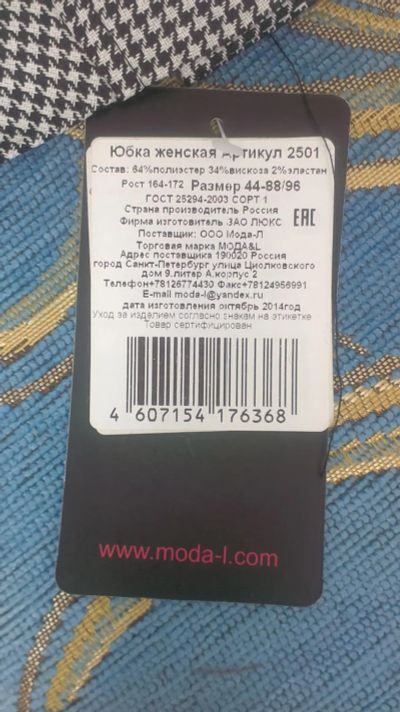 Юбка женская Артикул 2501
Состав: 64%полиэстер 34%вискоза 2%эластан
Рост 164-172 Размер 44-88/96
ГОСТ 25294-2003 СОРТ 1
Страна производитель Россия
Фирма изготовитель ЗАО ЛЮКС
EAC
Поставщик: ООО Мода-Л
Торговая марка МОДА&L
Адрес поставщика 190020 Россия
город Санкт-Петербург улица Циолковского
дом 9.литер А.корпус 2
Телефон+78126774430 Факс+78124956991
E-mail moda-l@yandex.ru
дата изготовления октябрь 2014год
Уход за изделием согласно знакам на этикетке
Товар сертифицирован
4 607154 176368
www.moda-l.com